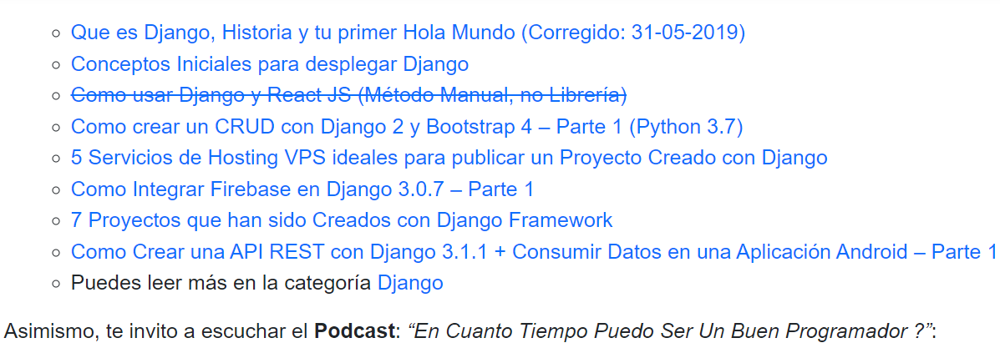 Que es Django, Historia y tu primer Hola Mundo (Corregido: 31-05-2019)
Conceptos Iniciales para desplegar Django
Como usar Django y React JS (Método Manual, no Librería)
Como crear un CRUD con Django 2 y Bootstrap 4 – Parte 1 (Python 3.7)
5 Servicios de Hosting VPS ideales para publicar un Proyecto Creado con Django
Como Integrar Firebase en Django 3.0.7 – Parte 1
7 Proyectos que han sido Creados con Django Framework
Como Crear una API REST con Django 3.1.1 + Consumir Datos en una Aplicación Android – Parte 1
Puedes leer más en la categoría Django
Asimismo, te invito a escuchar el Podcast: “En Cuanto Tiempo Puedo Ser Un Buen Programador ?”: